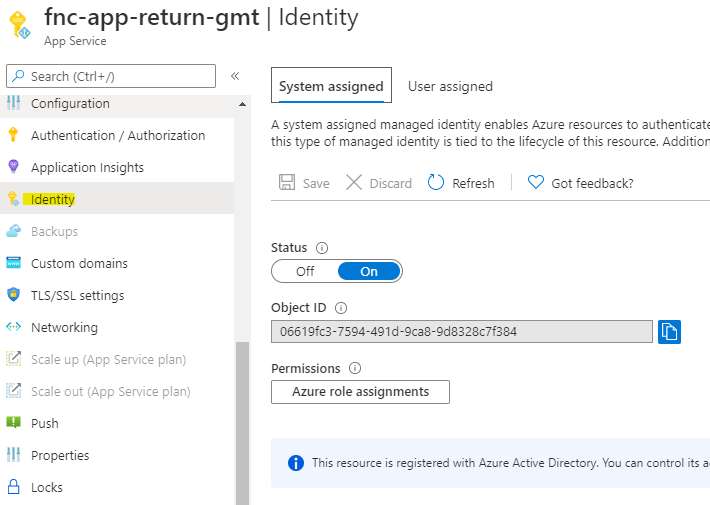 fnc-app-return-gmt | Identity
App Service
Search (Ctrl+/)
«
Configuration
Authentication / Authorization
Application Insights
Identity
Backups
Custom domains
TLS/SSL settings
Networking
Scale up (App Service plan)
Scale out (App Service plan)
Push
Properties
Locks
System assigned User assigned
A system assigned managed identity enables Azure resources to authenticate
this type of managed identity is tied to the lifecycle of this resource. Addition
Save Discard Refresh Got feedback?
Status
Off On
Object ID
06619fc3-7594-491d-9ca8-9d8328c7f384
Permissions
Azure role assignments
This resource is registered with Azure Active Directory. You can control its a